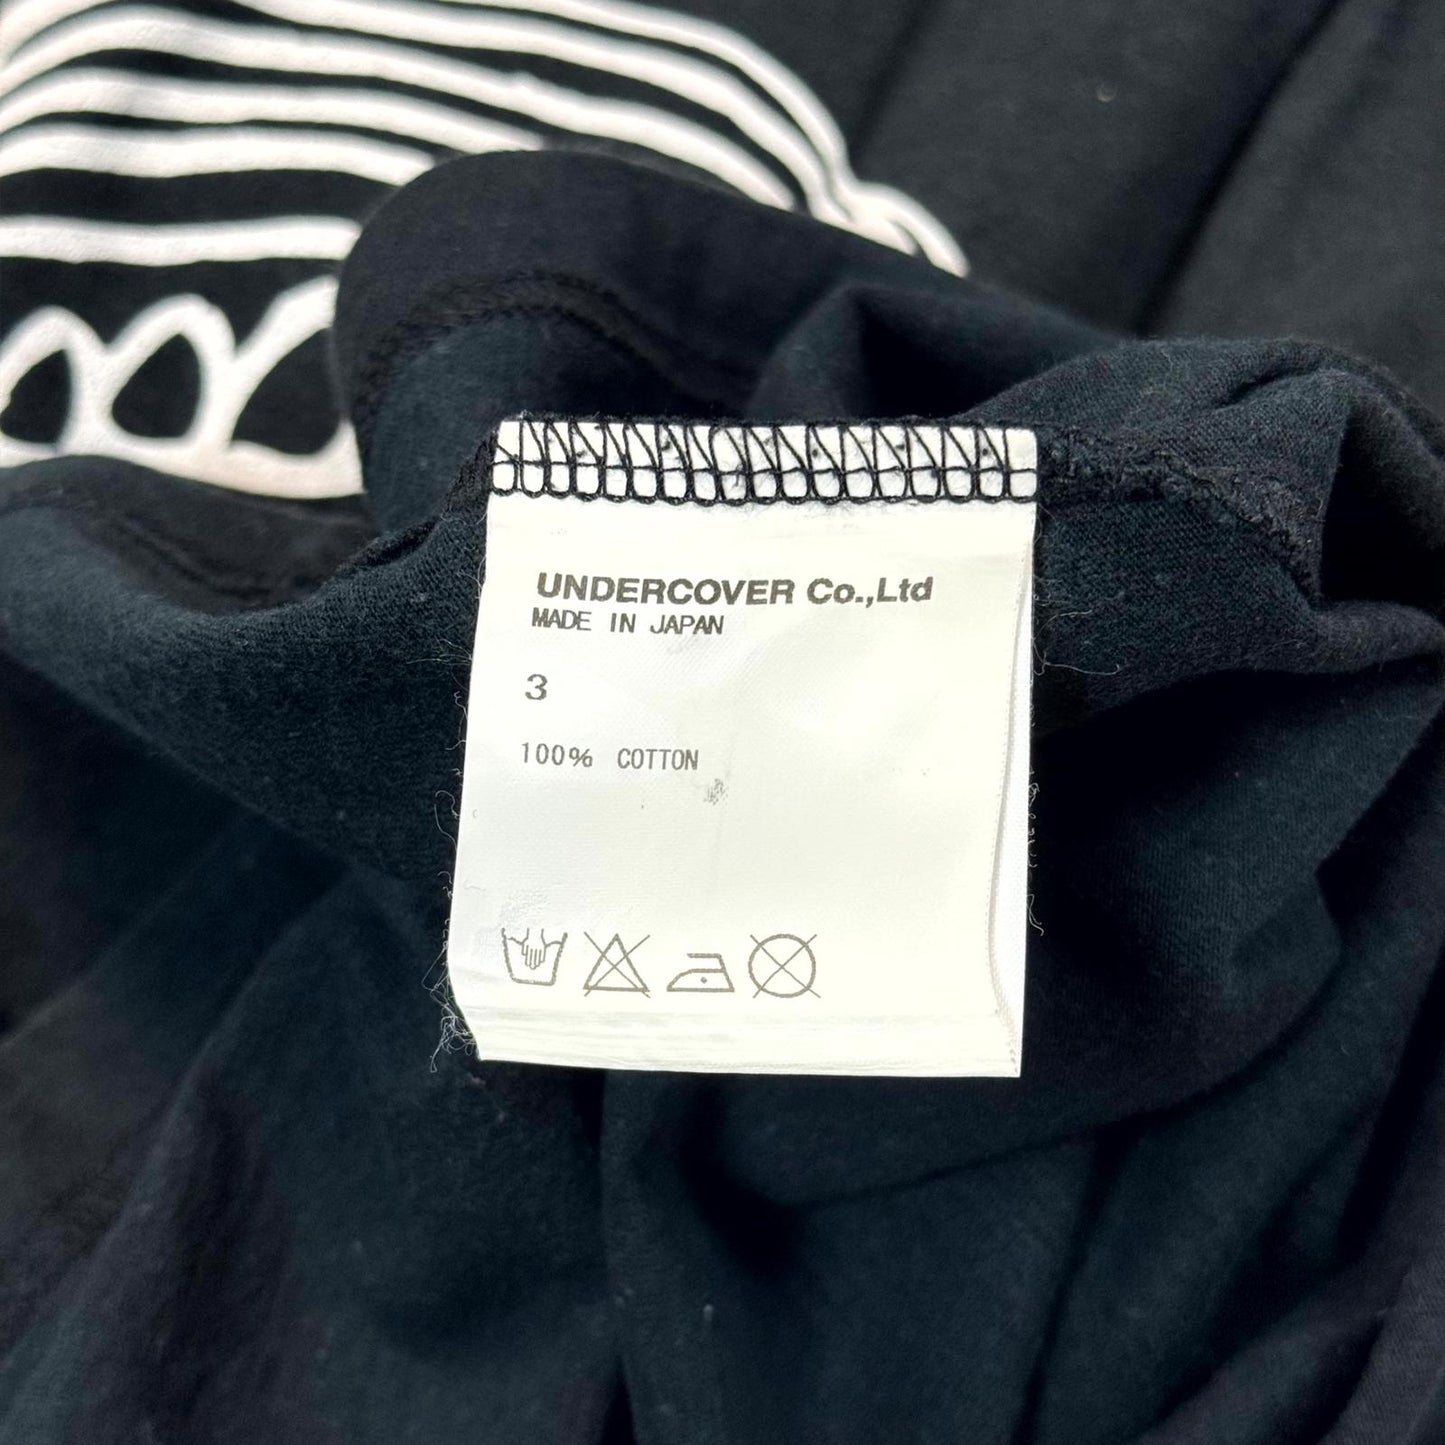 UNDERCOVER Co.,Ltd
MADE IN JAPAN
3
100% COTTON